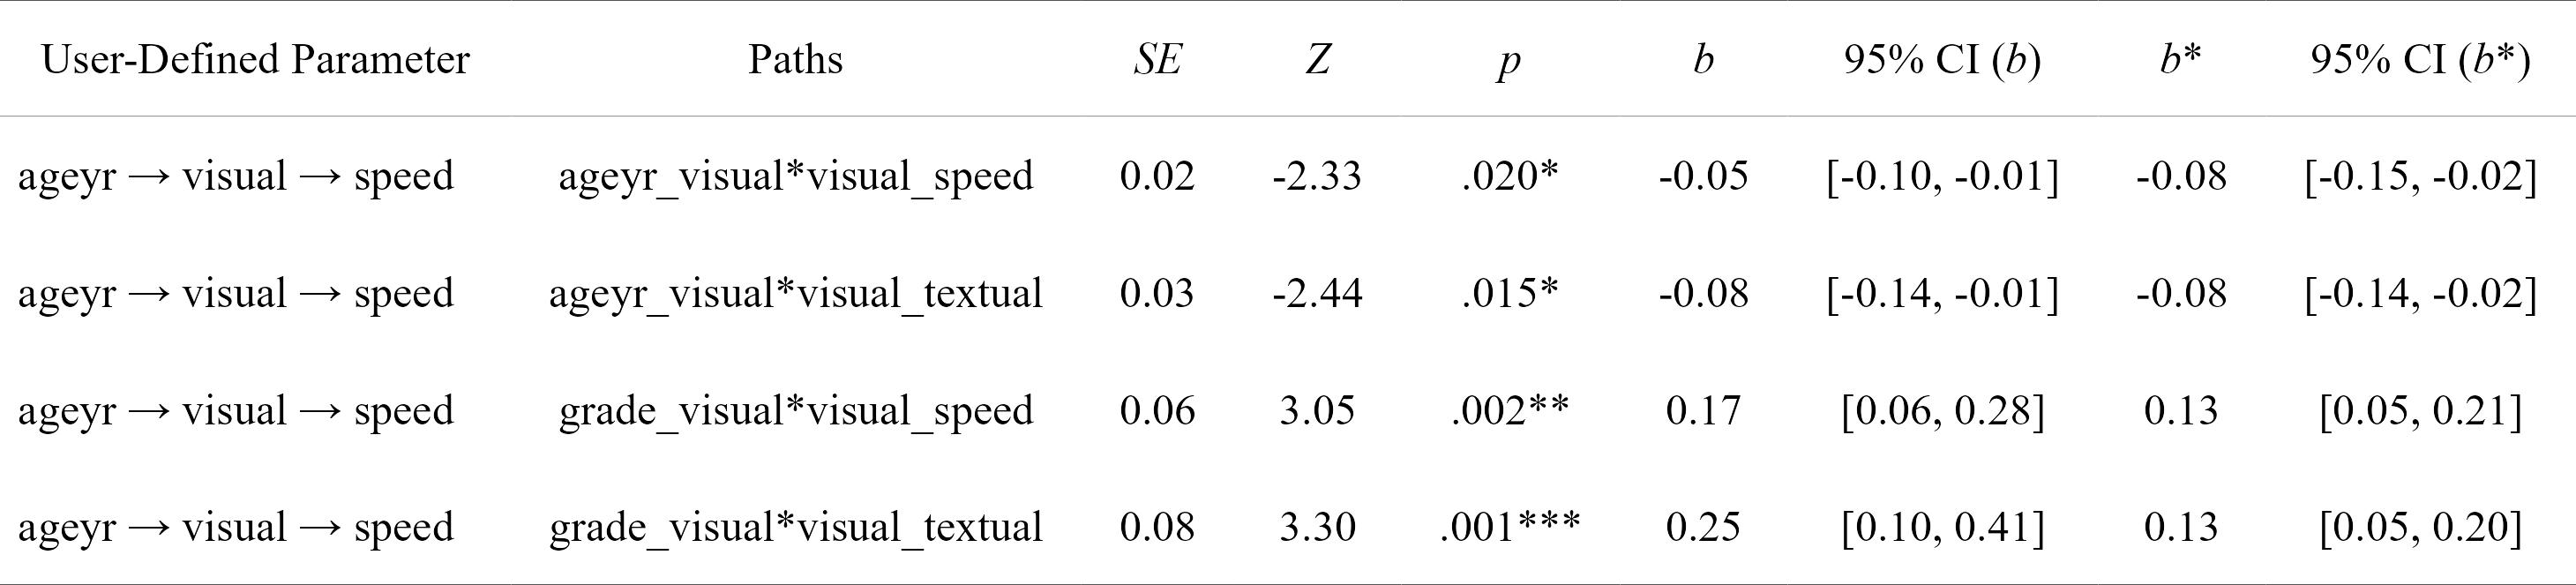 User-Defined Parameter Paths SE Z p b 95% CI (b) b* 95% CI (b*)
ageyr → visual → speed ageyr_visual*visual_speed 0.02 -2.33 .020* -0.05 [-0.10, -0.01] -0.08 [-0.15, -0.02]
ageyr → visual → speed ageyr_visual*visual_textual 0.03 -2.44 .015* -0.08 [-0.14, -0.01] -0.08 [-0.14, -0.02]
ageyr → visual → speed grade_visual*visual_speed 0.06 3.05 .002** 0.17 [0.06, 0.28] 0.13 [0.05, 0.21]
ageyr → visual → speed grade_visual*visual_textual 0.08 3.30 .001*** 0.25 [0.10, 0.41] 0.13 [0.05, 0.20]